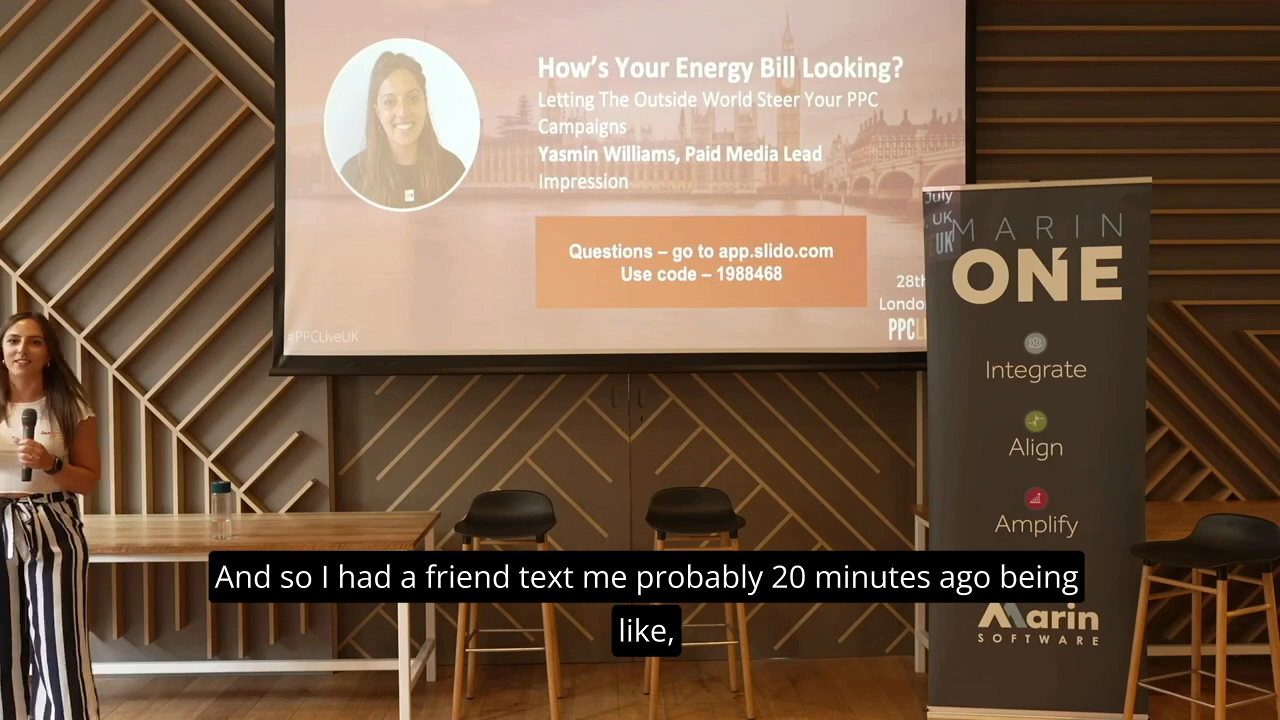 How's Your Energy Bill Looking?
Letting The Outside World Steer Your PPC
Campaigns
Yasmin Williams, Paid Media Lead
Impression
Questions – go to app.slido.com
Use code – 1988468
#PPCLiveUK
28th
London
PPCLI
July
UK
UK
MARIN
ONE
Integrate
Align
Amplify
Marin
SOFTWARE
And so I had a friend text me probably 20 minutes ago being
like,